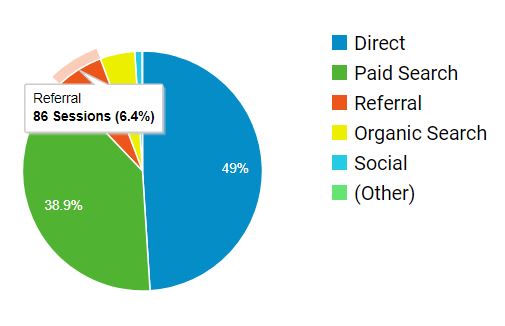 Direct
Paid Search
Referral
Organic Search
Social
(Other)
Referral
86 Sessions (6.4%)
49%
38.9%